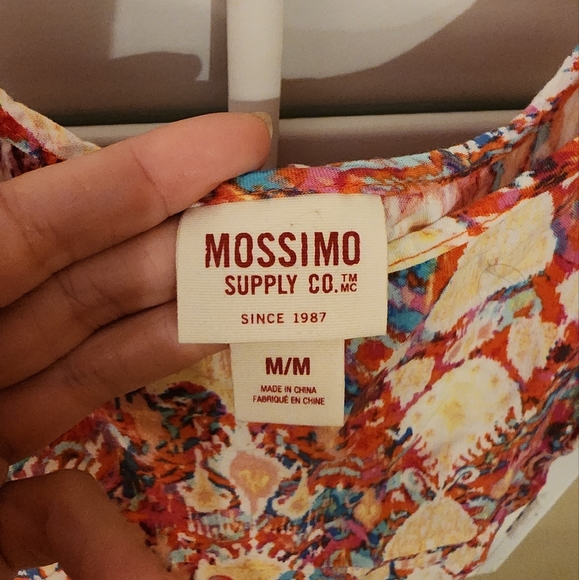 MOSSIMO
SUPPLY CO.™ MC
SINCE 1987
M/M
MADE IN CHINA
FABRIQUÉ EN CHINE